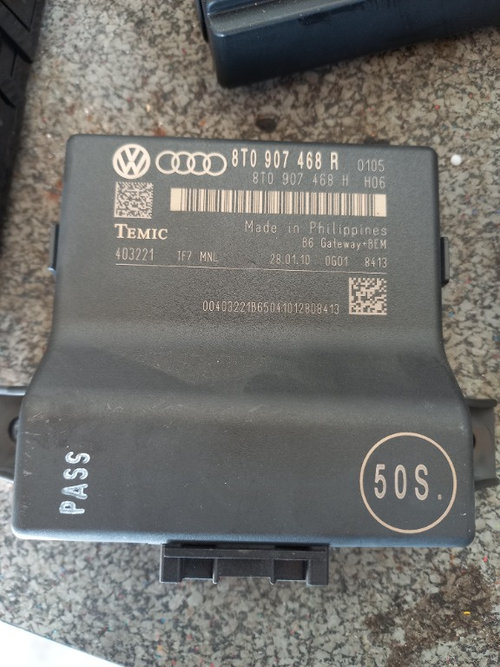 8T0 907 468 R 0105
8T0 907 468 H H06
TEMIC
Made in Philippines
B6 Gateway+BEM
403221 TF7 MNL 28.01.10 0G01 8413
00403221B65041012808413
PASS
50S.